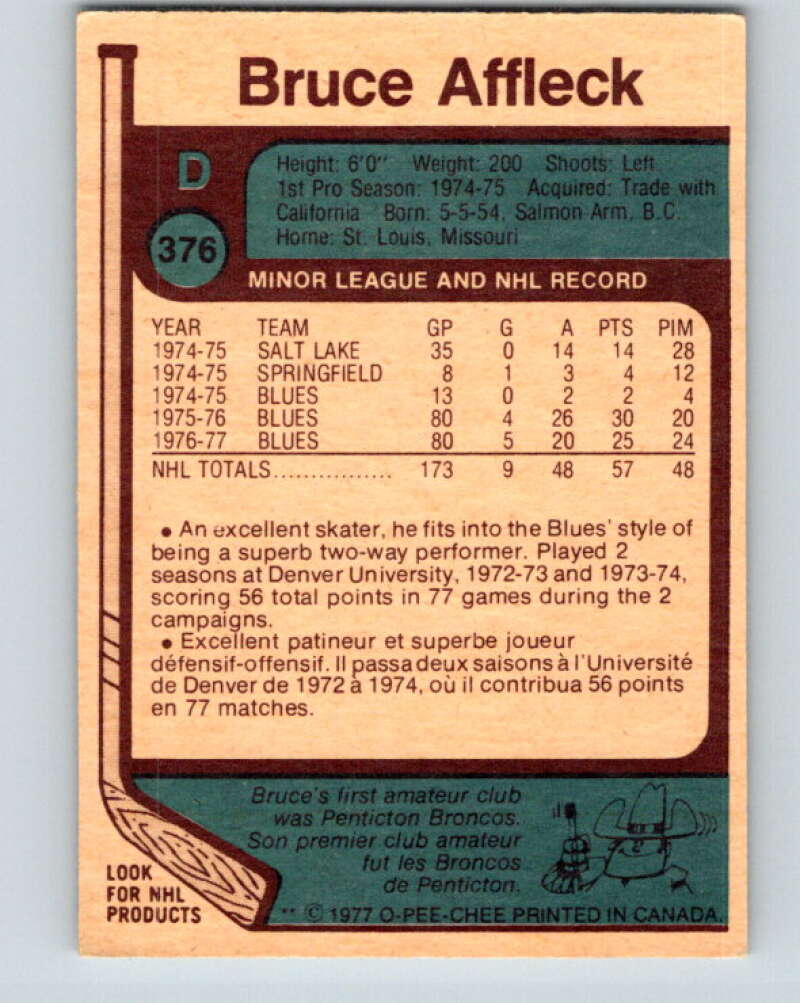 Bruce Affleck
D
376
Height: 6'0" Weight: 200 Shoots: Left
1st Pro Season: 1974-75 Acquired: Trade with
California Born: 5-5-54, Salmon Arm, B.C.
Home: St. Louis, Missouri
MINOR LEAGUE AND NHL RECORD
YEAR TEAM GP G A PTS PIM
1974-75 SALT LAKE 35 0 14 14 28
1974-75 SPRINGFIELD 8 1 3 4 12
1974-75 BLUES 13 0 2 2 4
1975-76 BLUES 80 4 26 30 20
1976-77 BLUES 80 5 20 25 24
NHL TOTALS............... 173 9 48 57 48
• An excellent skater, he fits into the Blues' style of
being a superb two-way performer. Played 2
seasons at Denver University, 1972-73 and 1973-74,
scoring 56 total points in 77 games during the 2
campaigns.
• Excellent patineur et superbe joueur
défensif-offensif. Il passa deux saisons à l'Université
de Denver de 1972 à 1974, où il contribua 56 points
en 77 matches.
Bruce's first amateur club
was Penticton Broncos.
Son premier club amateur
fut les Broncos
de Penticton.
LOOK
FOR NHL
PRODUCTS
** © 1977 O-PEE-CHEE PRINTED IN CANADA.